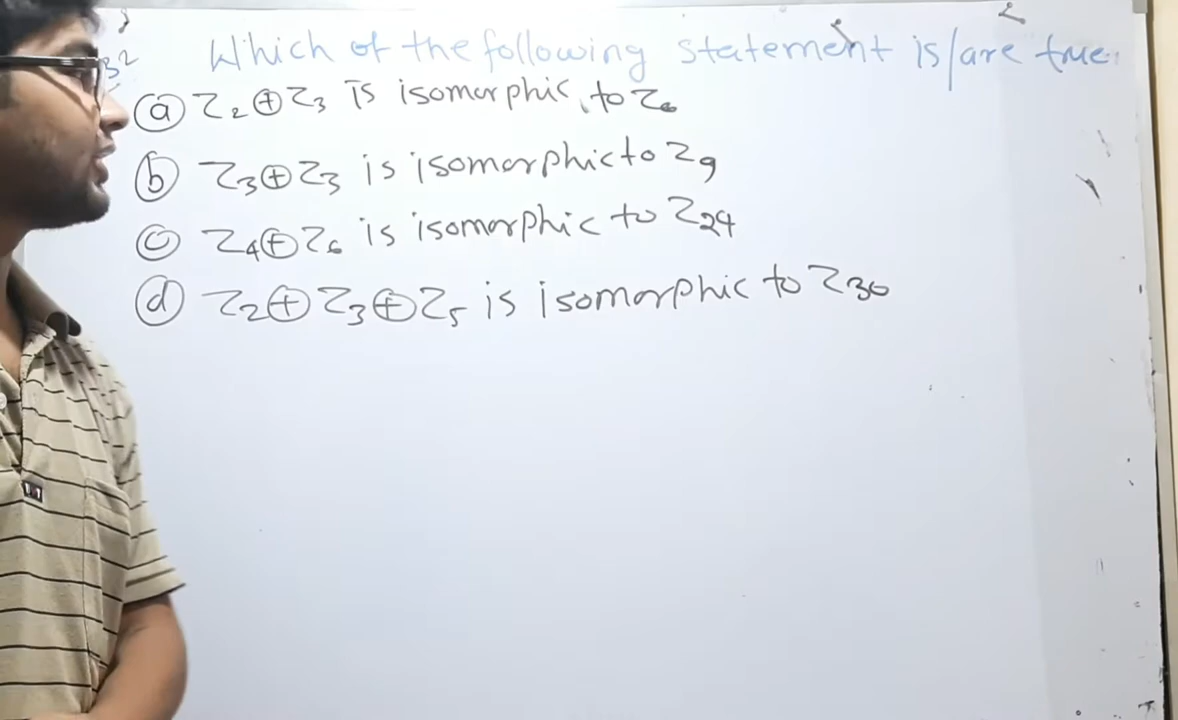 Which of the following statement is/are true.
ⓐ Z₂⊕Z₃ is isomorphic to Z₆
ⓑ Z₃⊕Z₃ is isomorphic to Z₉
ⓒ Z₄⊕Z₆ is isomorphic to Z₂₄
ⓓ Z₂⊕Z₃⊕Z₅ is isomorphic to Z₃₀